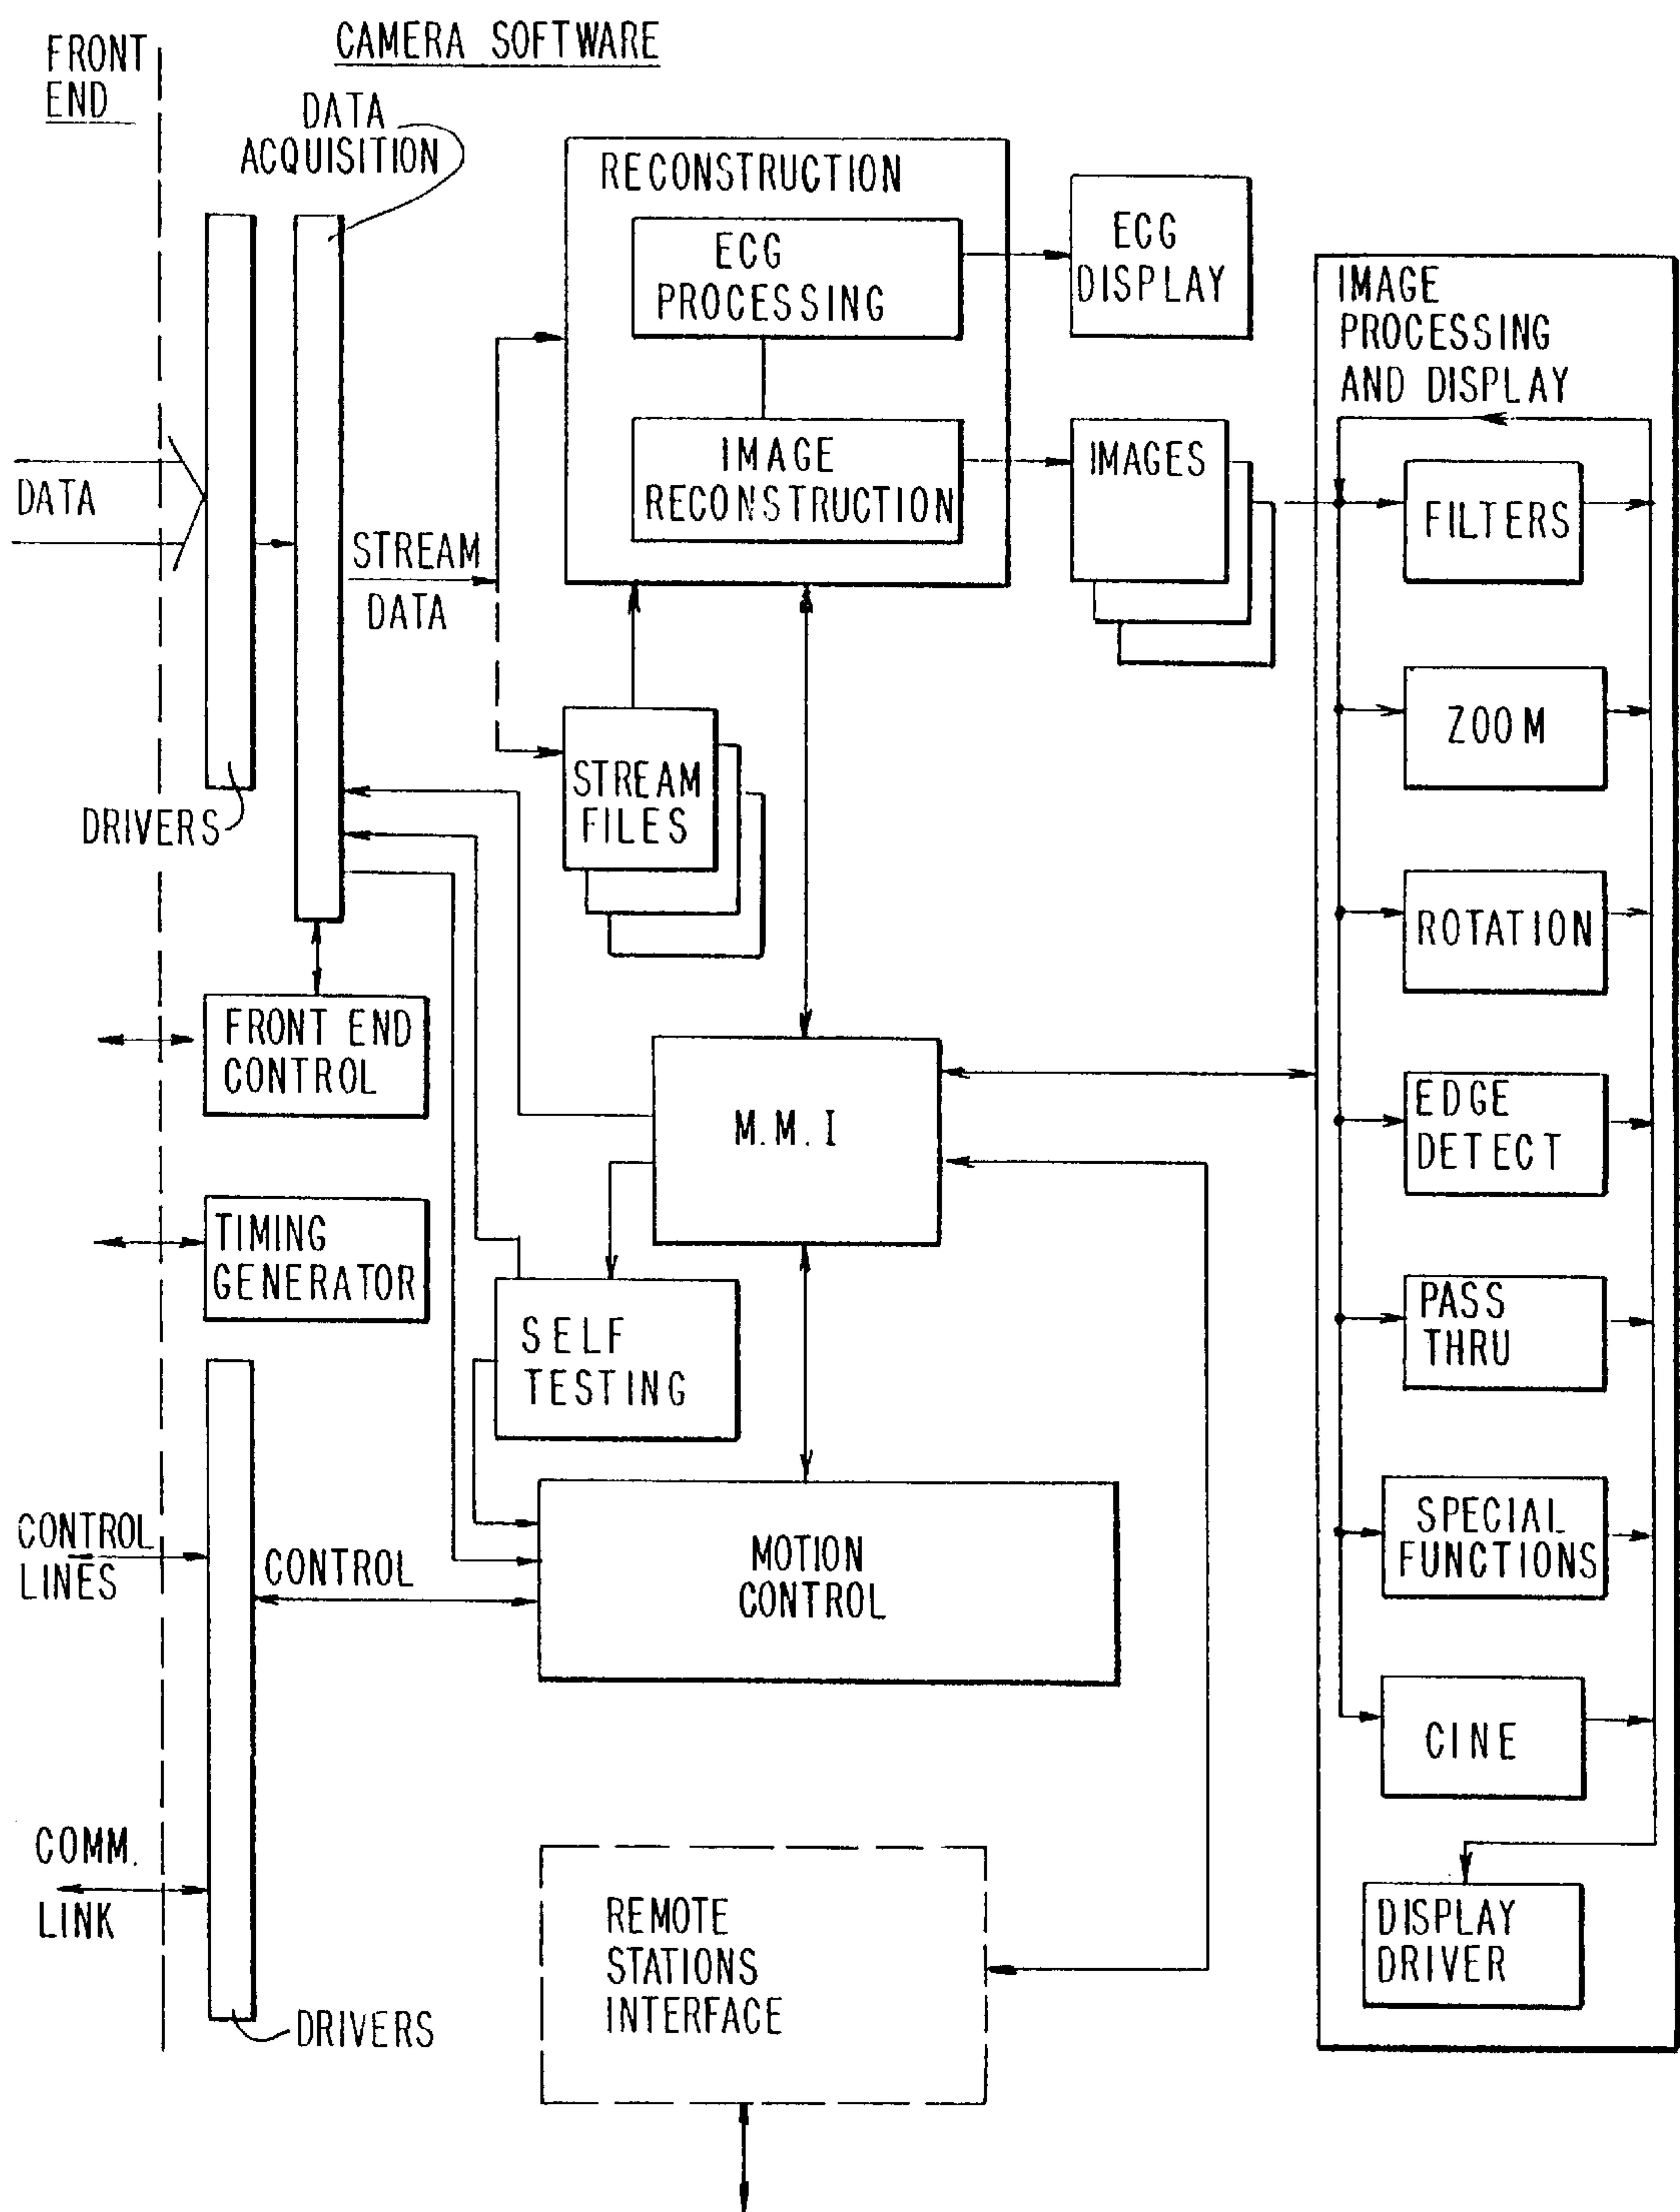 CAMERA SOFTWARE
FRONT
END
DATA
ACQUISITION
DATA
DRIVERS
STREAM
DATA
RECONSTRUCTION
ECG
PROCESSING
IMAGE
RECONSTRUCTION
ECG
DISPLAY
IMAGES
STREAM
FILES
FRONT END
CONTROL
TIMING
GENERATOR
M.M.I
SELF
TESTING
MOTION
CONTROL
CONTROL
LINES
CONTROL
COMM.
LINK
DRIVERS
REMOTE
STATIONS
INTERFACE
IMAGE
PROCESSING
AND DISPLAY
FILTERS
ZOOM
ROTATION
EDGE
DETECT
PASS
THRU
SPECIAL
FUNCTIONS
CINE
DISPLAY
DRIVER